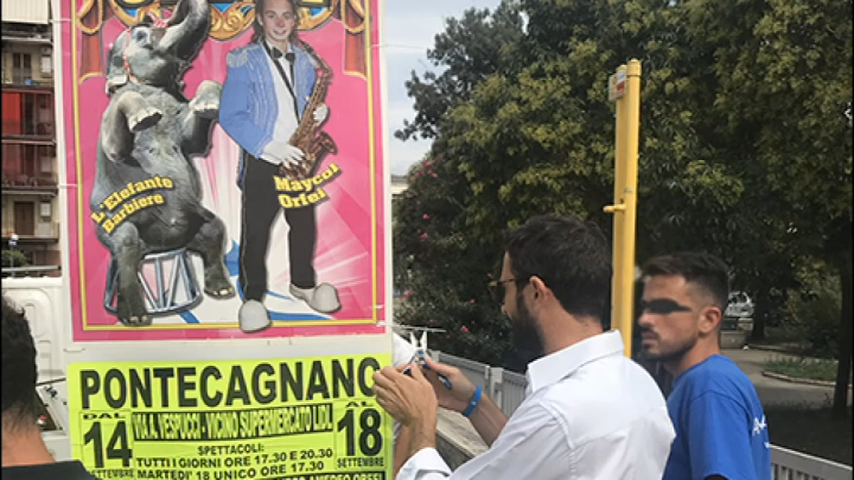 L'Elefante
Barbiere
Maycol
Orfei
PONTECAGNANO
DAL
14
SETTEMBRE
VIA A. VESPUCCI - VICINO SUPERMERCATO LIDL
SPETTACOLI:
TUTTI I GIORNI ORE 17.30 E 20.30
MARTEDI' 18 UNICO ORE 17.30
AL
18
SETTEMBRE